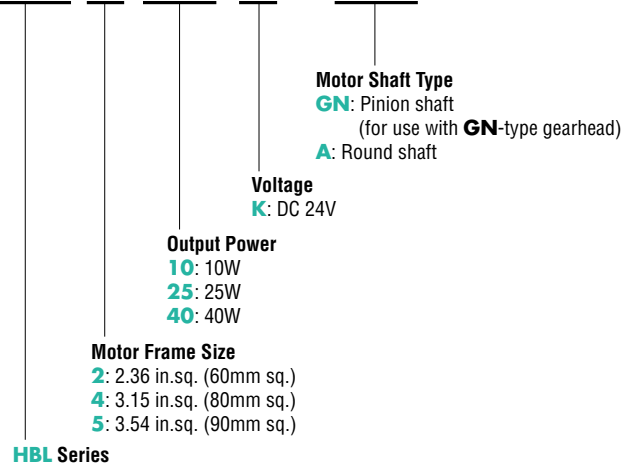 Motor Shaft Type
GN: Pinion shaft
(for use with GN-type gearhead)
A: Round shaft
Voltage
K: DC 24V
Output Power
10: 10W
25: 25W
40: 40W
Motor Frame Size
2: 2.36 in.sq. (60mm sq.)
4: 3.15 in.sq. (80mm sq.)
5: 3.54 in.sq. (90mm sq.)
HBL Series